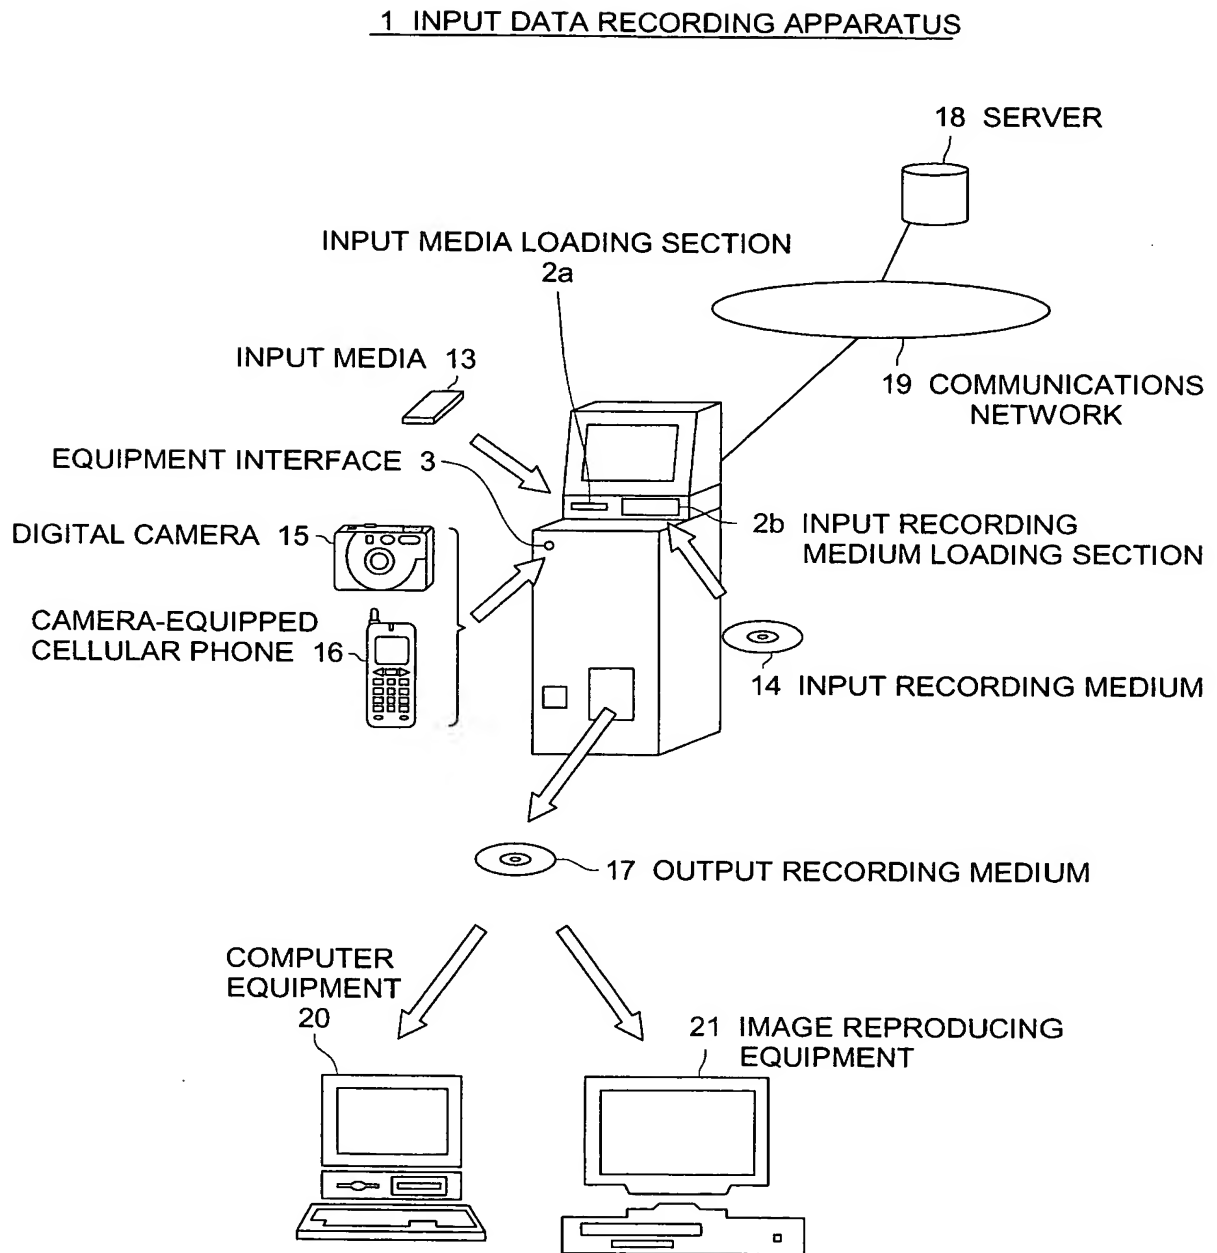 1 INPUT DATA RECORDING APPARATUS
18 SERVER
INPUT MEDIA LOADING SECTION
2a
INPUT MEDIA 13
19 COMMUNICATIONS
NETWORK
EQUIPMENT INTERFACE 3
2b INPUT RECORDING
MEDIUM LOADING SECTION
DIGITAL CAMERA 15
CAMERA-EQUIPPED
CELLULAR PHONE 16
14 INPUT RECORDING MEDIUM
17 OUTPUT RECORDING MEDIUM
COMPUTER
EQUIPMENT
20
21 IMAGE REPRODUCING
EQUIPMENT